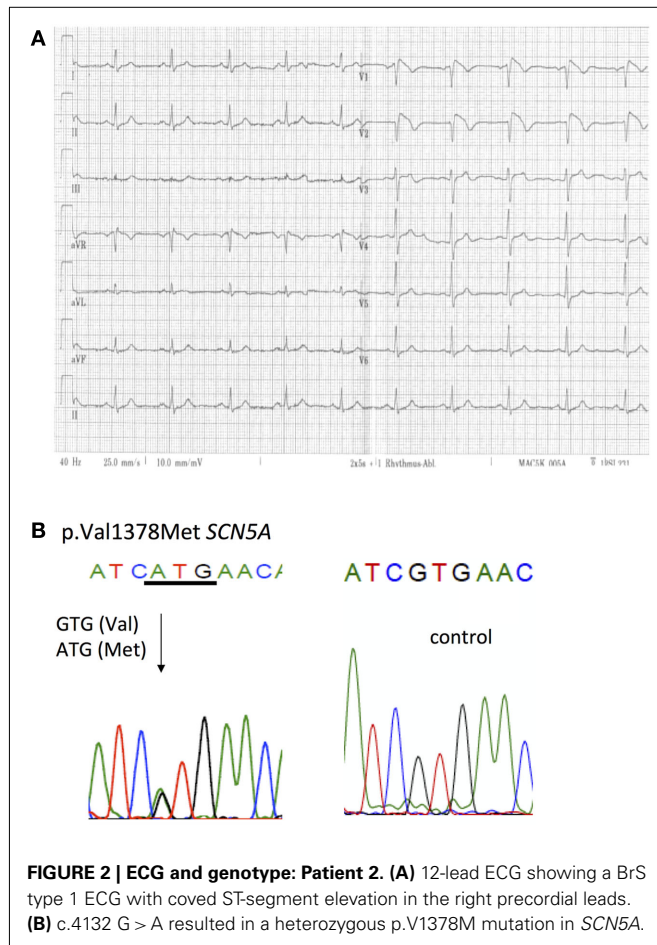 A
I
V1
II
V2
III
V3
aVR
V4
aVL
V5
aVF
V6
II
40 Hz 25.0 mm/s 10.0 mm/mV 2x5s +1 Rhythmus-Abl. MAC5K 005A
B p.Val1378Met SCN5A
ATCATGAACA ATCGTGAAC
GTG (Val)
ATG (Met)
control
FIGURE 2 | ECG and genotype: Patient 2. (A) 12-lead ECG showing a BrS
type 1 ECG with coved ST-segment elevation in the right precordial leads.
(B) c.4132 G > A resulted in a heterozygous p.V1378M mutation in SCN5A.